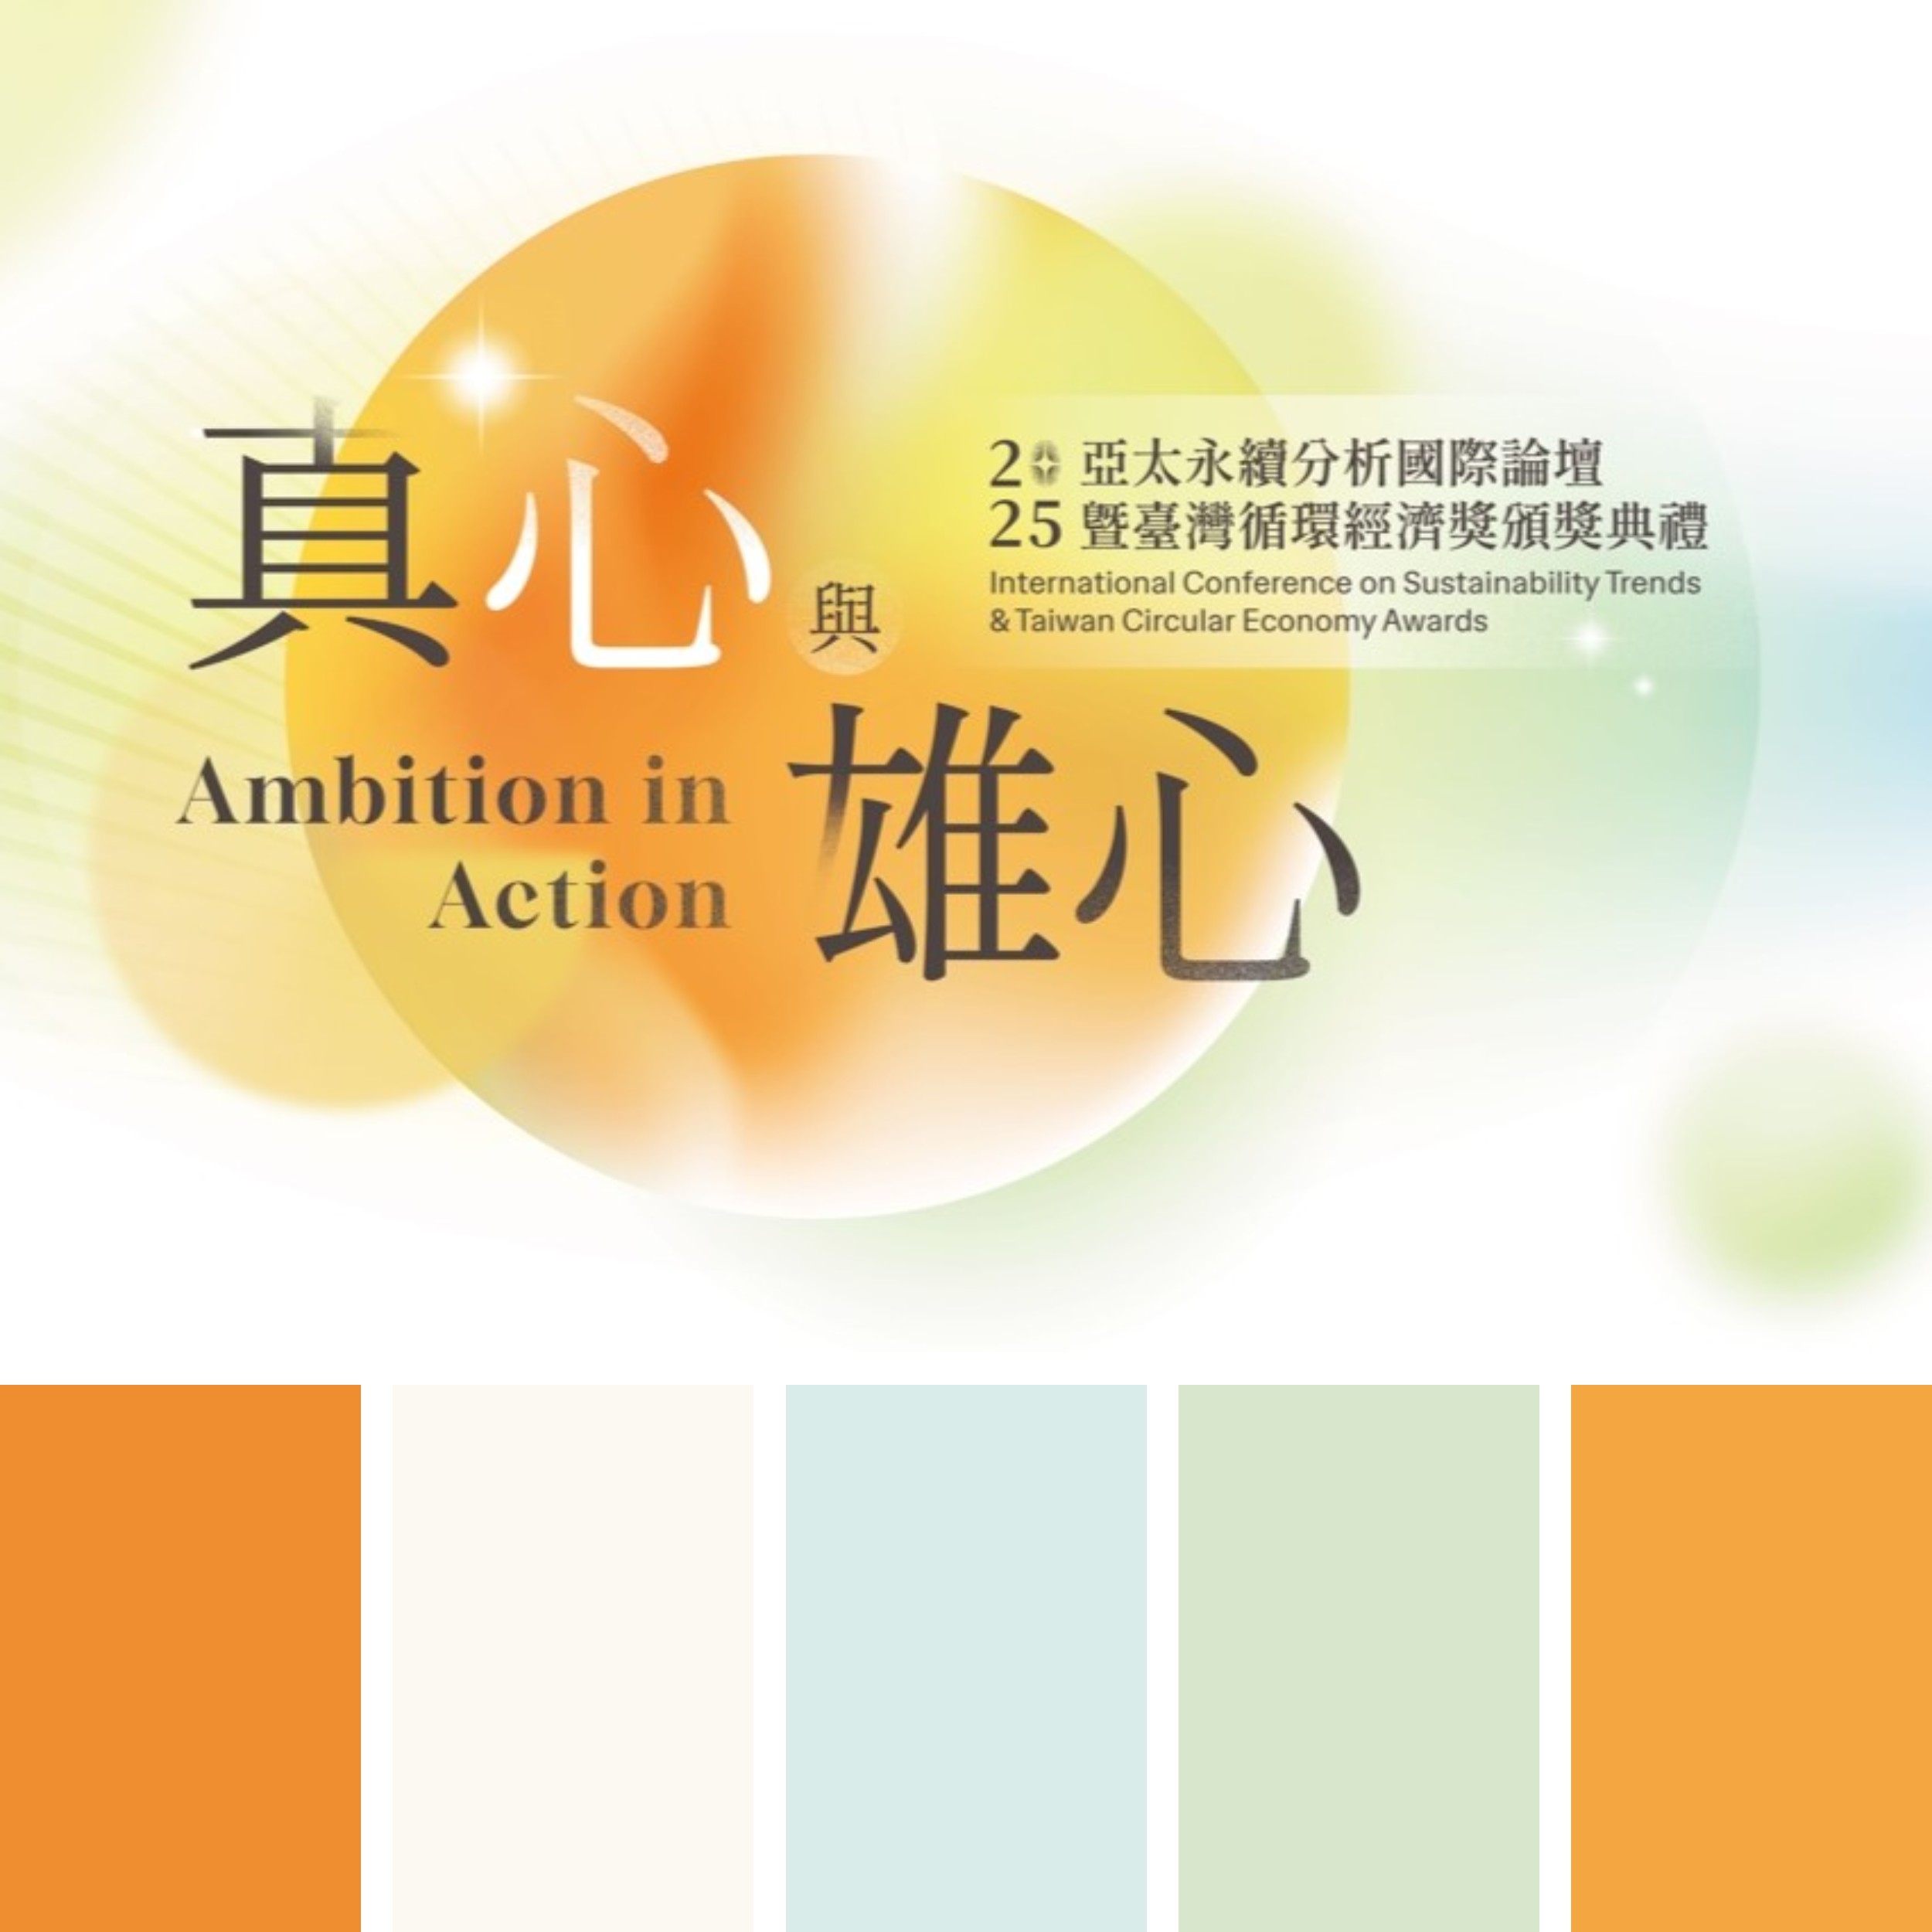 真心與
雄心
Ambition in
Action
20 亞太永續分析國際論壇
25 暨臺灣循環經濟獎頒獎典禮
International Conference on Sustainability Trends
& Taiwan Circular Economy Awards